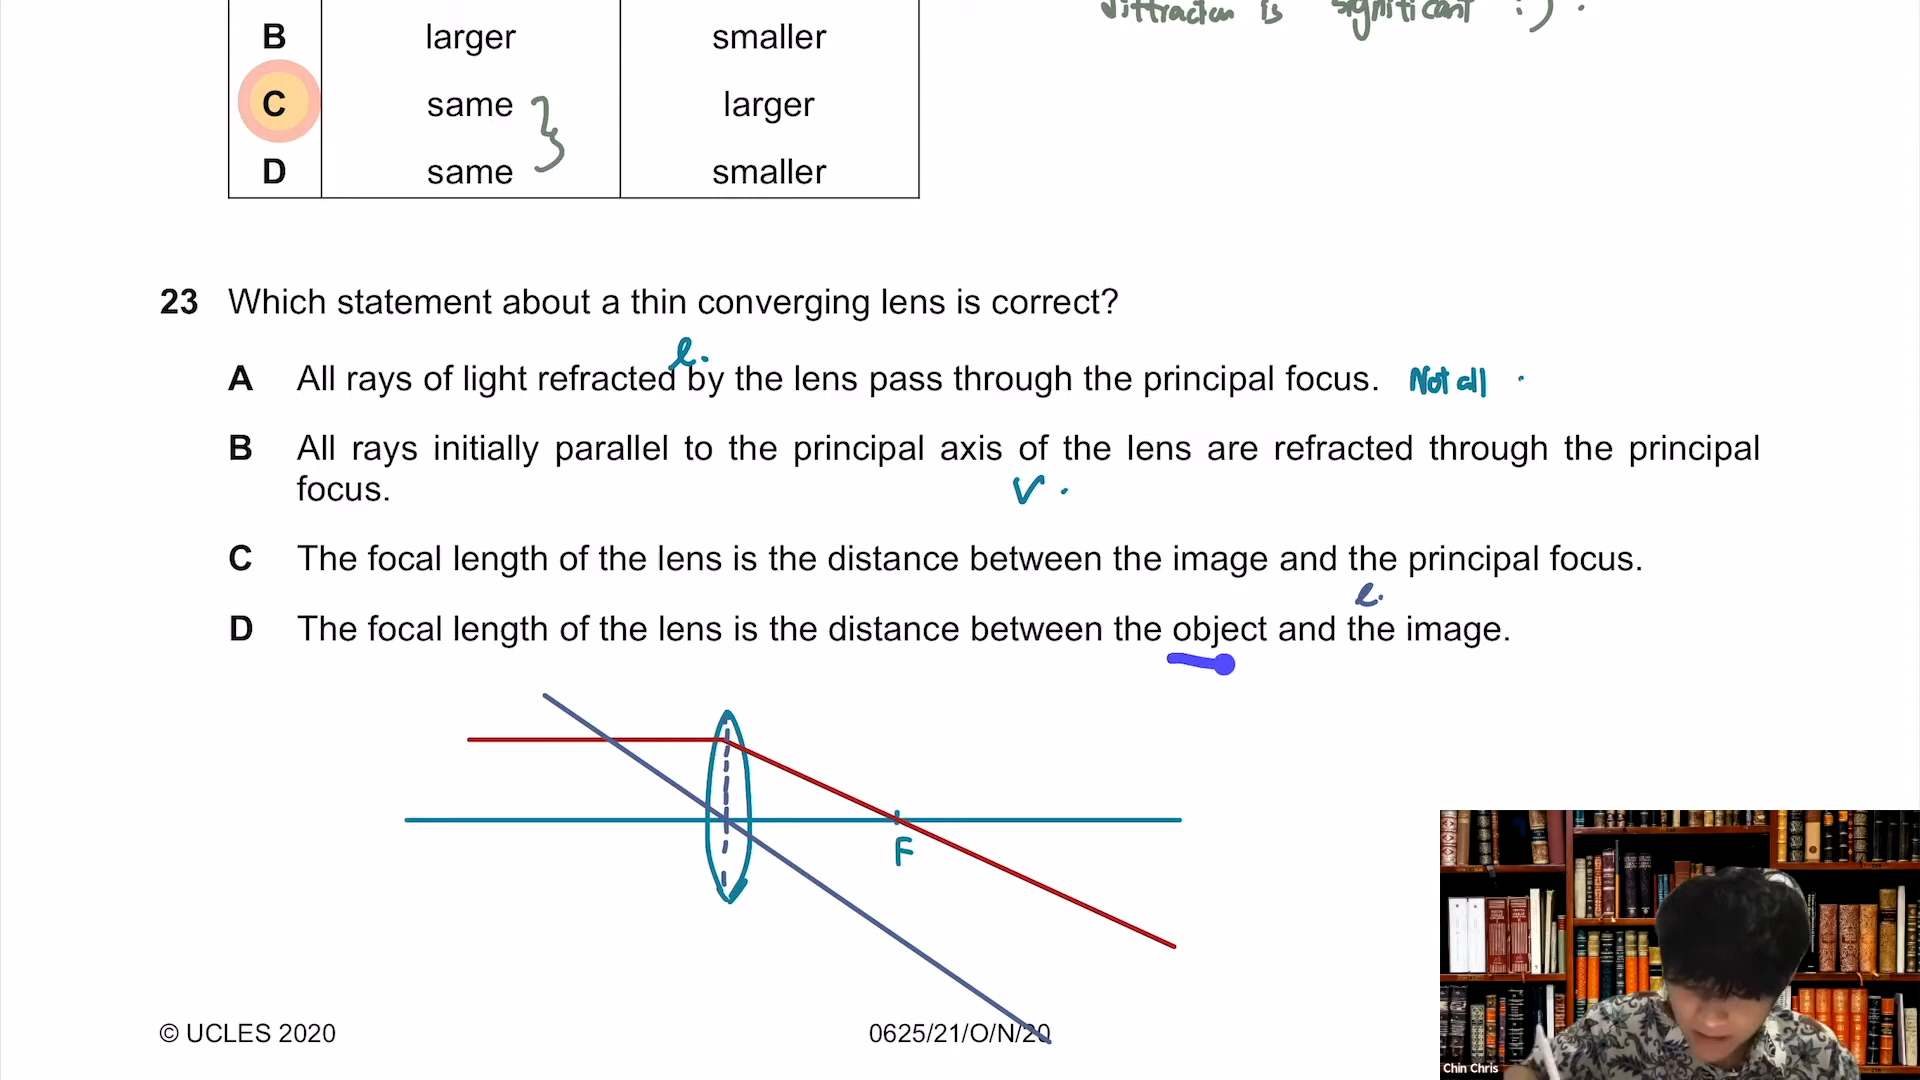 diffraction is significant :) .
B larger smaller
C same larger
D same smaller
23 Which statement about a thin converging lens is correct?
A All rays of light refracted by the lens pass through the principal focus. Not all
B All rays initially parallel to the principal axis of the lens are refracted through the principal
focus.
C The focal length of the lens is the distance between the image and the principal focus.
D The focal length of the lens is the distance between the object and the image.
F
© UCLES 2020 0625/21/O/N/20
Chin Chris